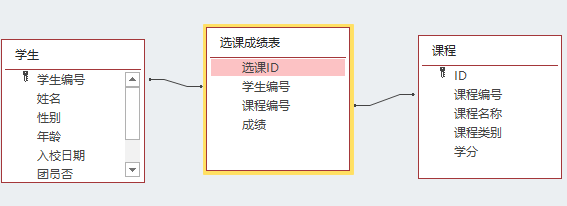 学生
学生编号
姓名
性别
年龄
入校日期
团员否
选课成绩表
选课ID
学生编号
课程编号
成绩
课程
ID
课程编号
课程名称
课程类别
学分